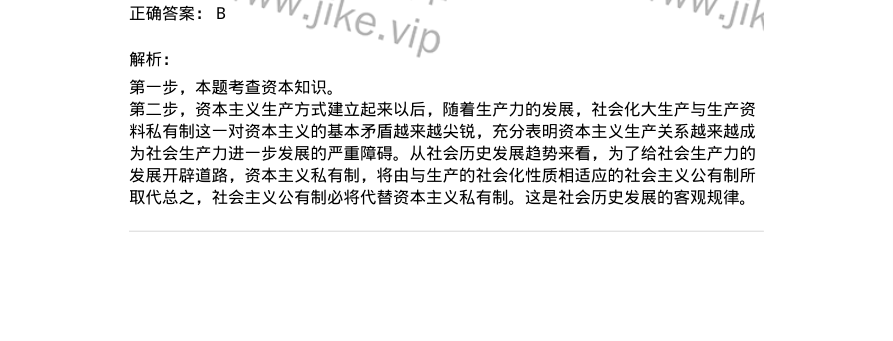 正确答案： B
www.jike.vip
解析：
第一步，本题考查资本知识。
第二步，资本主义生产方式建立起来以后，随着生产力的发展，社会化大生产与生产资
料私有制这一对资本主义的基本矛盾越来越尖锐，充分表明资本主义生产关系越来越成
为社会生产力进一步发展的严重障碍。从社会历史发展趋势来看，为了给社会生产力的
发展开辟道路，资本主义私有制，将由与生产的社会化性质相适应的社会主义公有制所
取代总之，社会主义公有制必将代替资本主义私有制。这是社会历史发展的客观规律。